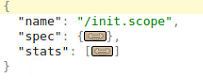 {
"name": "/init.scope",
"spec": {},
"stats": []
}